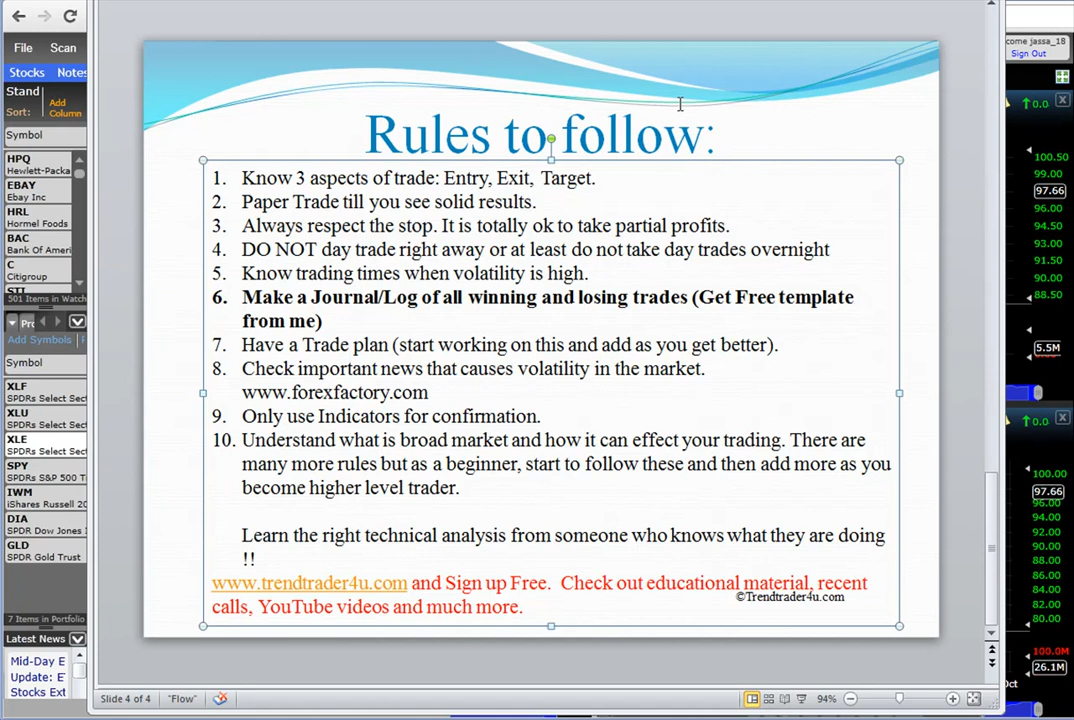 File Scan
Stocks Notes
Stand
Sort: Add Column
Symbol
HPQ
Hewlett-Packa
EBAY
Ebay Inc
HRL
Hormel Foods
BAC
Bank Of Ameri
C
Citigroup
501 Items in Watch
Add Symbols
Symbol
XLF
SPDRs Select Sect
XLU
SPDRs Select Sect
XLE
SPDRs Select Sect
SPY
SPDRs S&P 500 T
IWM
iShares Russell 20
DIA
SPDR Dow Jones I
GLD
SPDR Gold Trust
7 Items in Portfolio
Latest News
Mid-Day E
Update: E
Stocks Ext
Rules to follow:
1. Know 3 aspects of trade: Entry, Exit, Target.
2. Paper Trade till you see solid results.
3. Always respect the stop. It is totally ok to take partial profits.
4. DO NOT day trade right away or at least do not take day trades overnight
5. Know trading times when volatility is high.
6. Make a Journal/Log of all winning and losing trades (Get Free template
from me)
7. Have a Trade plan (start working on this and add as you get better).
8. Check important news that causes volatility in the market.
www.forexfactory.com
9. Only use Indicators for confirmation.
10. Understand what is broad market and how it can effect your trading. There are
many more rules but as a beginner, start to follow these and then add more as you
become higher level trader.
Learn the right technical analysis from someone who knows what they are doing
!!
www.trendtrader4u.com and Sign up Free. Check out educational material, recent
calls, YouTube videos and much more.
©Trendtrader4u.com
Slide 4 of 4 "Flow" 94%
come jassa_18
Sign Out
0.0
100.50
99.00
97.66
96.00
94.50
93.00
91.50
90.00
88.50
5.5M
0.0
100.00
97.66
96.00
94.00
92.00
90.00
88.00
86.00
84.00
82.00
80.00
100.0M
26.1M
Oct